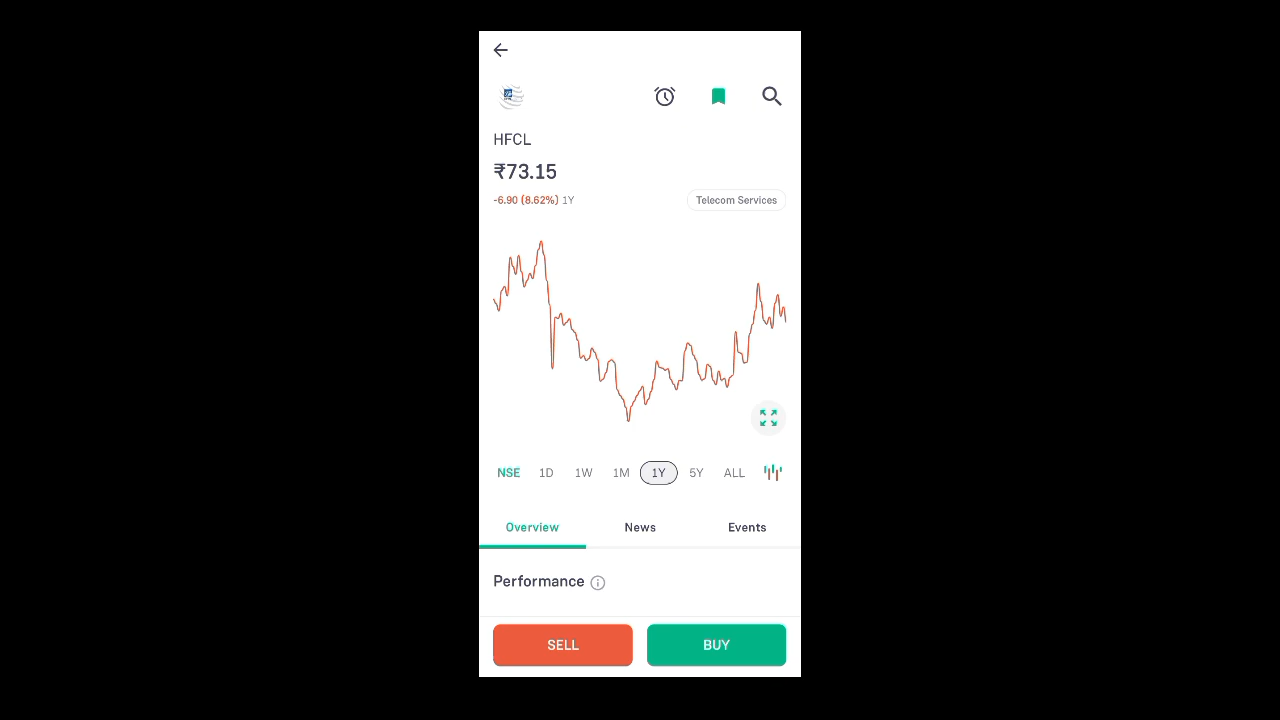 HFCL
₹73.15
-6.90 (8.62%) 1Y
Telecom Services
NSE 1D 1W 1M 1Y 5Y ALL
Overview News Events
Performance
SELL BUY